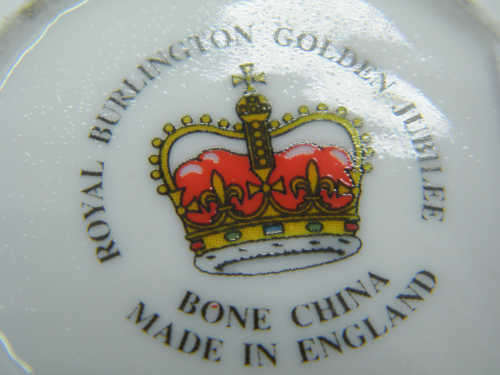 ROYAL BURLINGTON GOLDEN JUBILEE
BONE CHINA
MADE IN ENGLAND